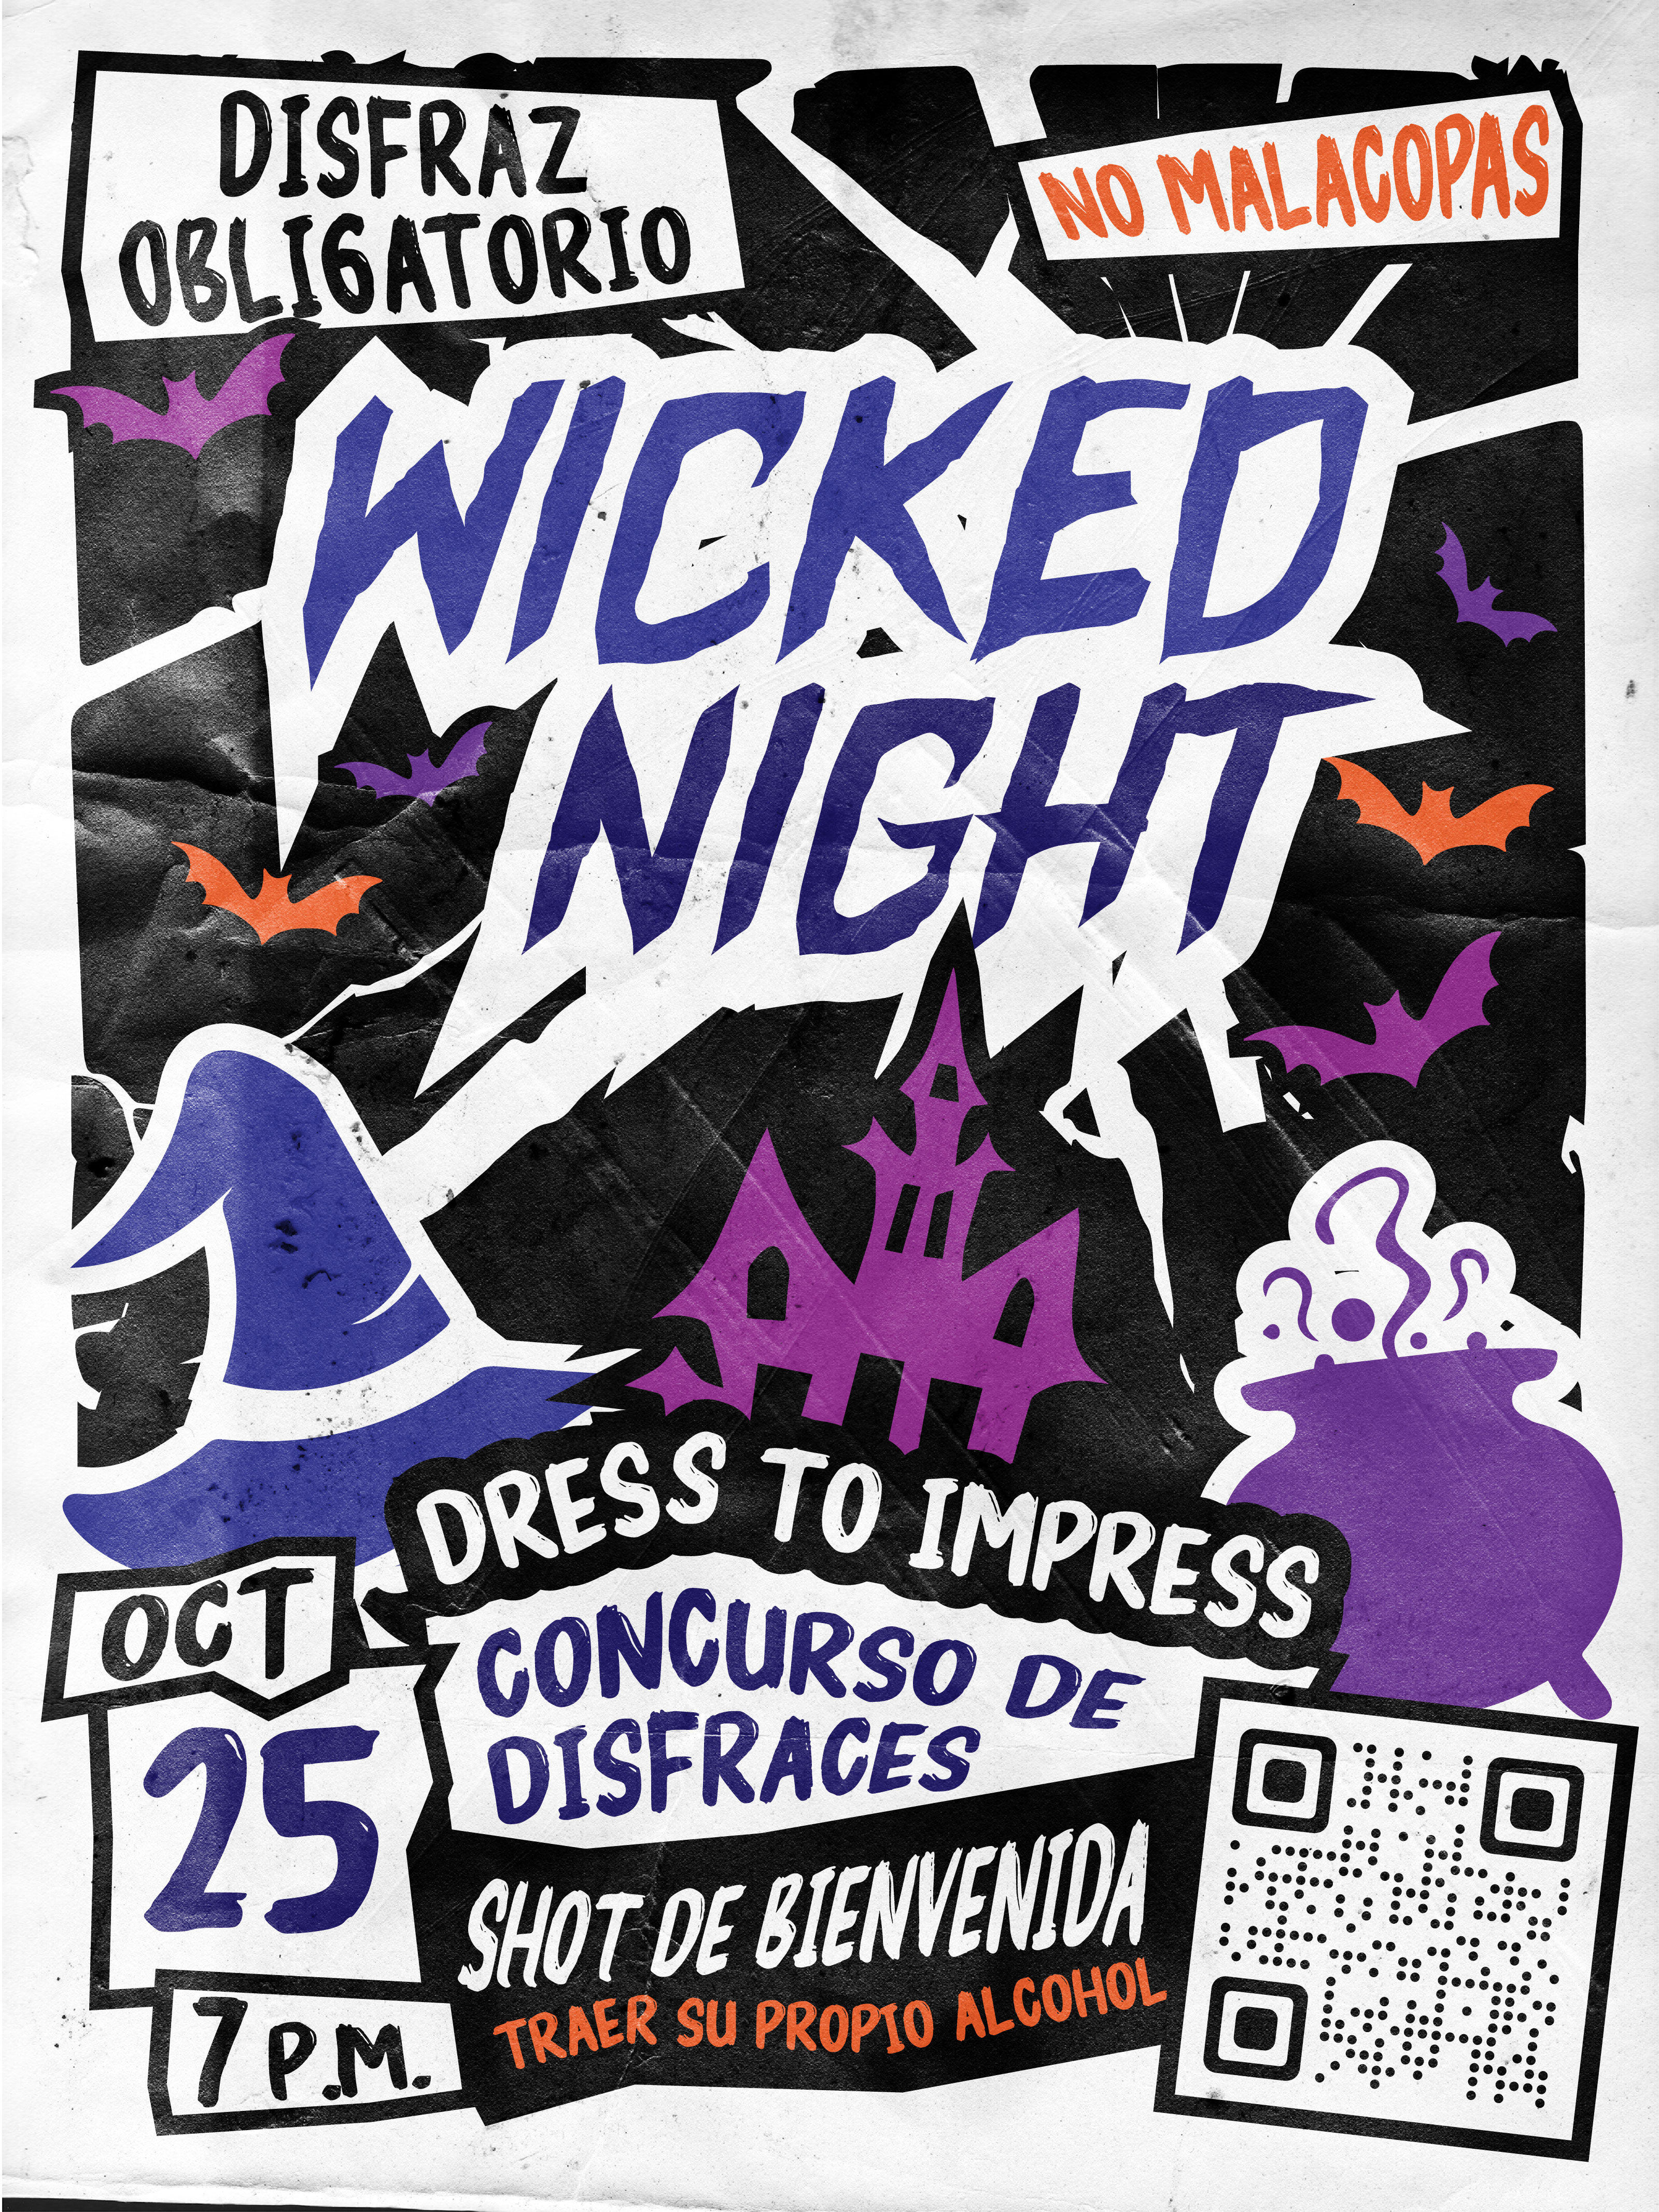 DISFRAZ
OBLIGATORIO
NO MALACOPAS
WICKED
NIGHT
DRESS TO IMPRESS
OCT
25
7 P.M.
CONCURSO DE
DISFRACES
SHOT DE BIENVENIDA
TRAER SU PROPIO ALCOHOL